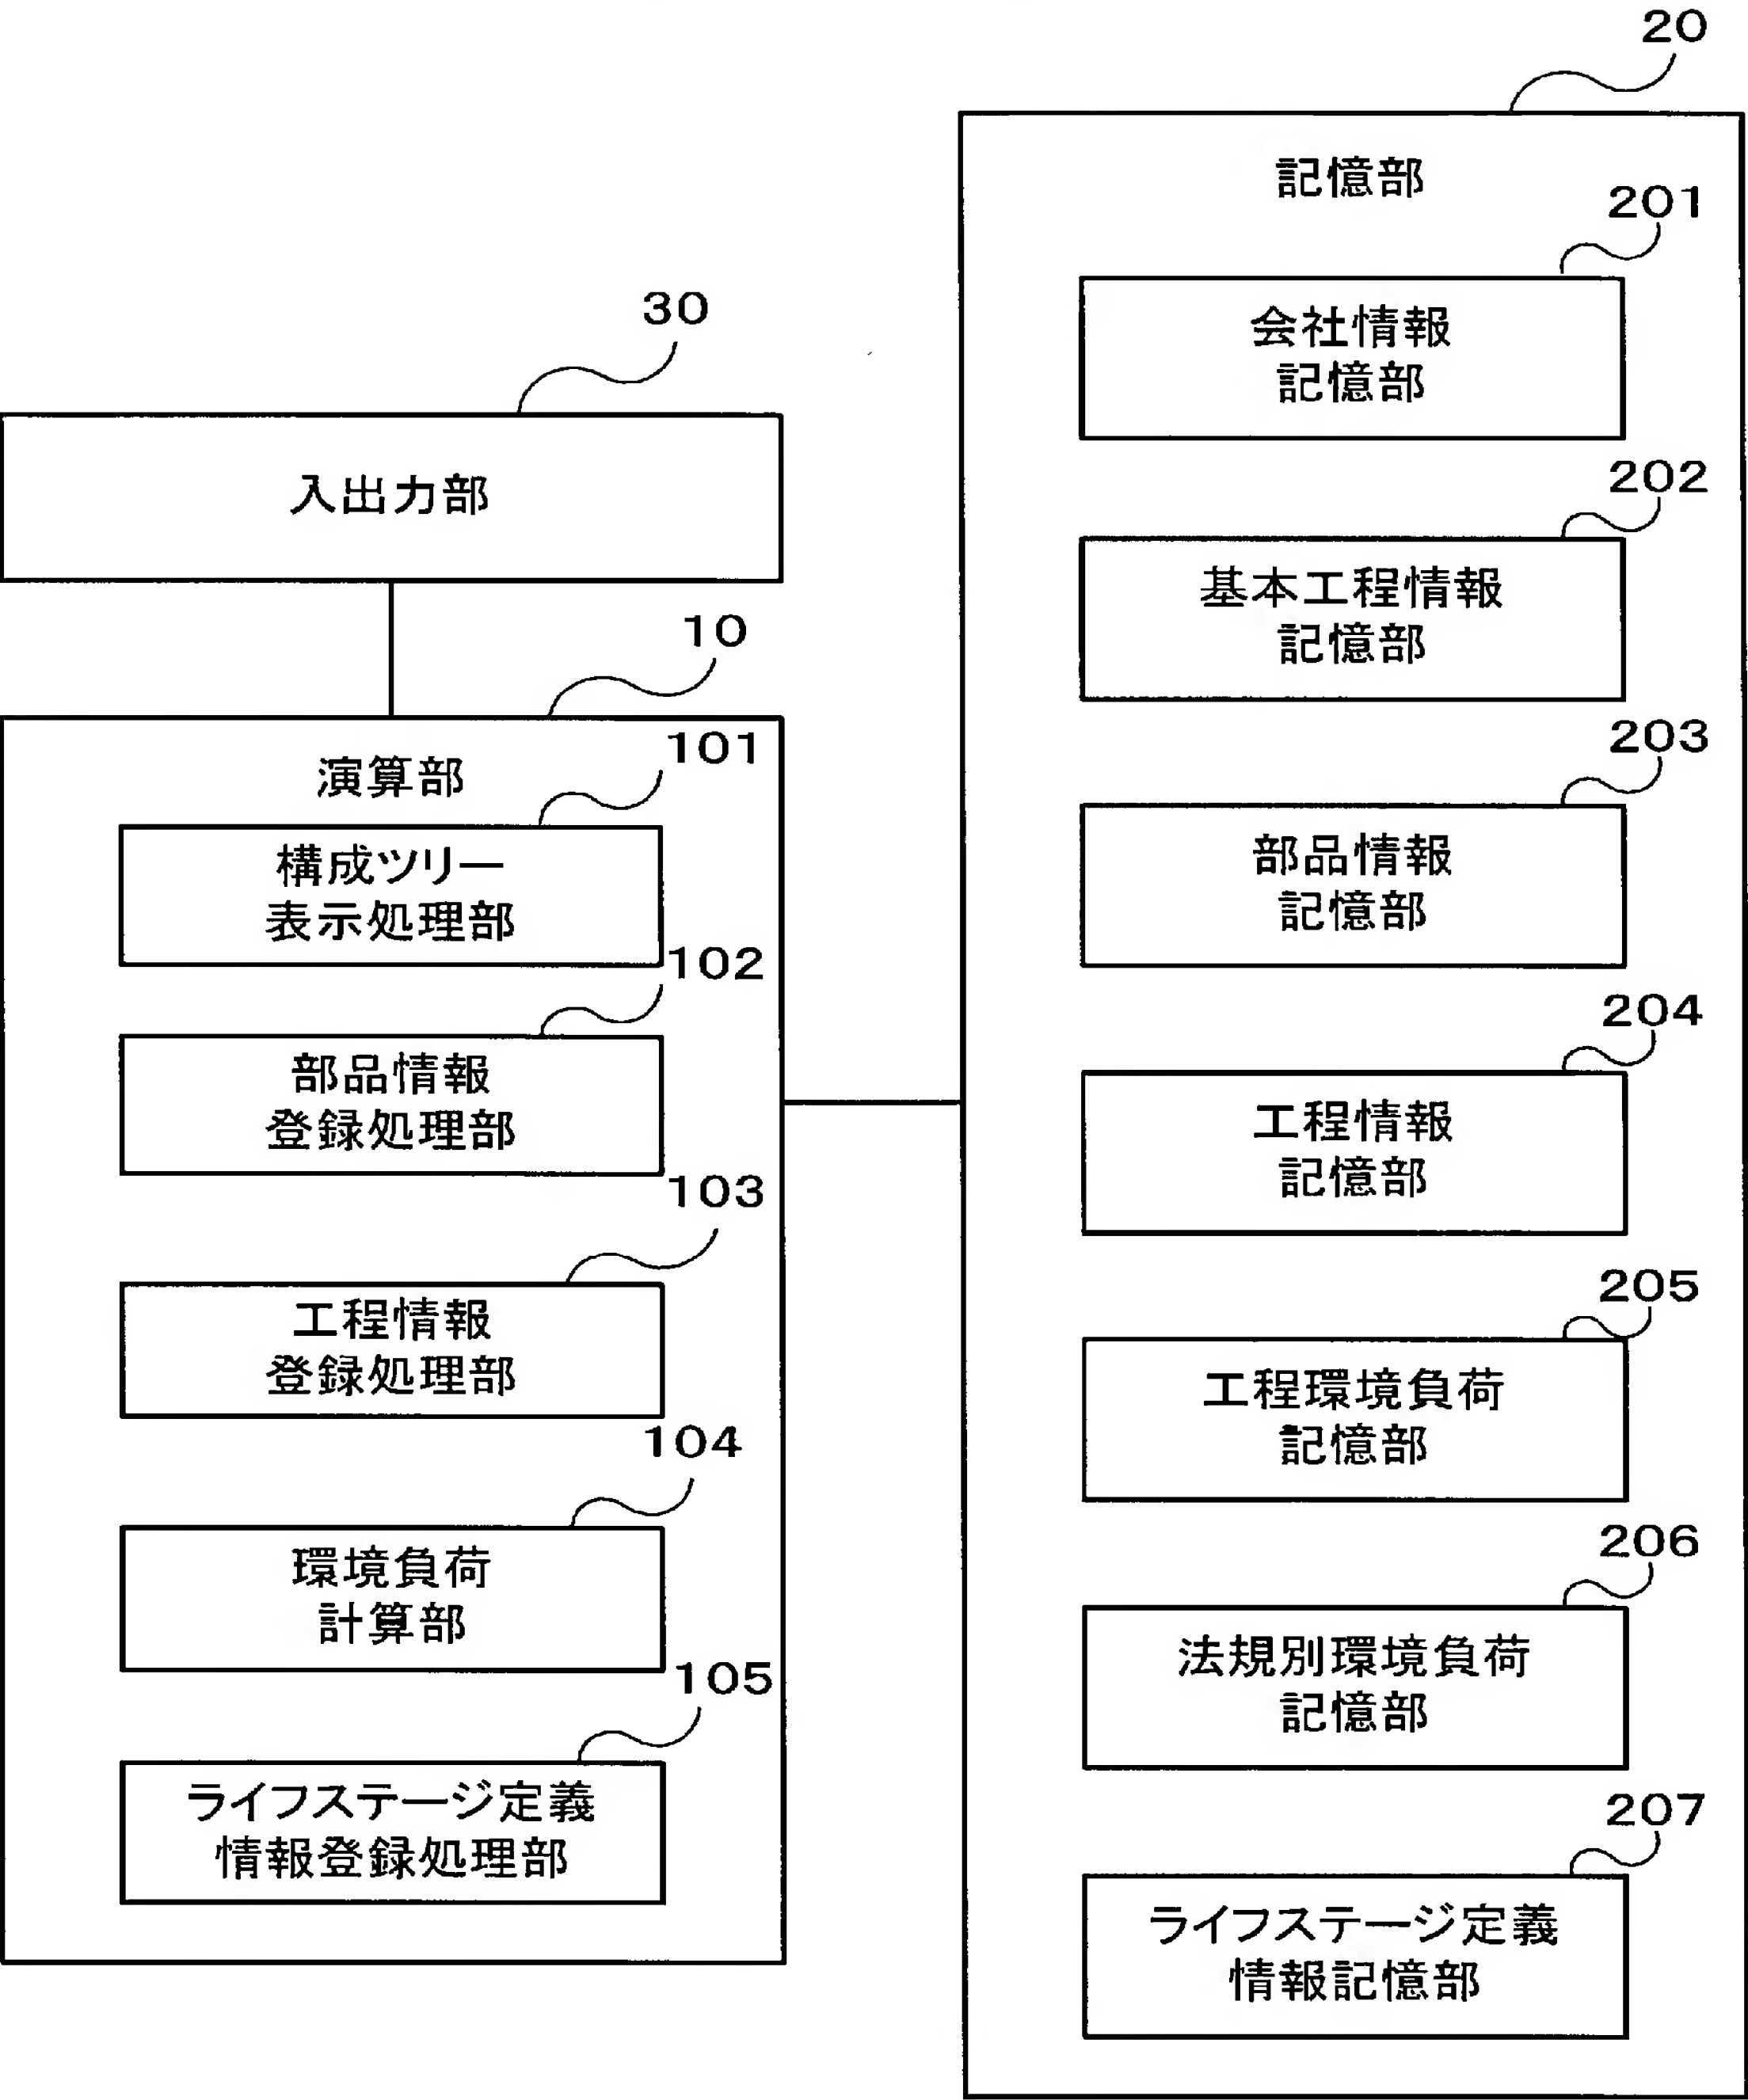 20
記憶部
201
会社情報
記憶部
202
基本工程情報
記憶部
203
部品情報
記憶部
204
工程情報
記憶部
205
工程環境負荷
記憶部
206
法規別環境負荷
記憶部
207
ライフステージ定義
情報記憶部
30
入出力部
10
演算部
101
構成ツリー
表示処理部
102
部品情報
登録処理部
103
工程情報
登録処理部
104
環境負荷
計算部
105
ライフステージ定義
情報登録処理部